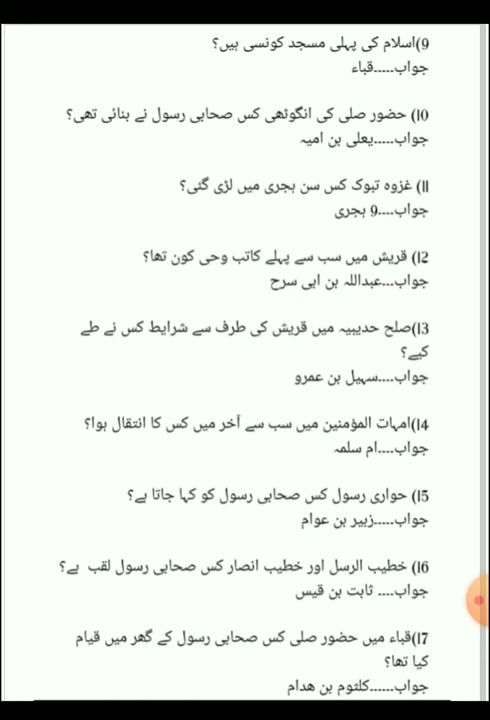 9)اسلام کی پہلی مسجد کونسی ہیں؟
جواب.....قباء
10) حضور صلی کی انگوٹھی کس صحابی رسول نے بنائی تھی؟
جواب.....یعلی بن امیہ
11) غزوہ تبوک کس سن ہجری میں لڑی گئی؟
جواب....9 ہجری
12) قریش میں سب سے پہلے کاتب وحی کون تھا؟
جواب...عبداللہ بن ابی سرح
13)صلح حدیبیہ میں قریش کی طرف سے شرایط کس نے طے
کیے؟
جواب....سہیل بن عمرو
14)امہات المؤمنین میں سب سے آخر میں کس کا انتقال ہوا؟
جواب....ام سلمہ
15) حواری رسول کس صحابی رسول کو کہا جاتا ہے؟
جواب.....زبیر بن عوام
16) خطیب الرسل اور خطیب انصار کس صحابی رسول لقب ہے؟
جواب.... ثابت بن قیس
17)قباء میں حضور صلی کس صحابی رسول کے گھر میں قیام
کیا تھا؟
جواب......کلثوم بن ھدام